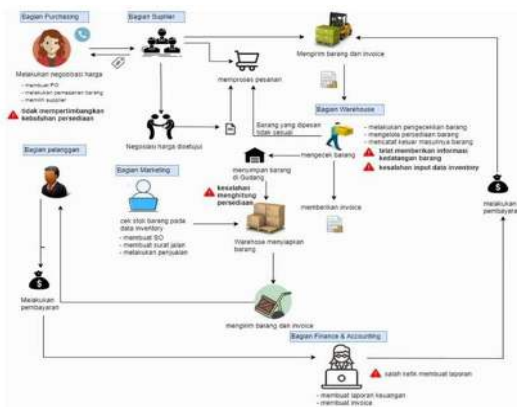 Bagian Purchasing
Bagian Suplier
Melakukan negosiasi harga
- membuat PO
- melakukan pemesanan barang
- memilih supplier
tidak mempertimbangkan
kebutuhan persediaan
memproses pesanan
Mengirim barang dan invoice
Negosiasi harga disetujui
Barang yang dipesan
tidak sesuai
Bagian Warehouse
- melakukan pengecekan barang
- mengelola persediaan barang
- mencatat keluar masuknya barang
telat memberikan informasi
kedatangan barang
kesalahan input data inventory
mengecek barang
Bagian pelanggan
Bagian Marketing
menyimpan barang
di Gudang
kesalahan
menghitung
persediaan
memberikan invoice
cek stok barang pada
data inventory
- membuat SO
- membuat surat jalan
- melakukan penjualan
Warehouse menyiapkan
barang
melakukan
pembayaran
Melakukan
pembayaran
mengirim barang dan invoice
Bagian Finance & Accounting
salah ketik membuat laporan
- membuat laporan keuangan
- membuat invoice